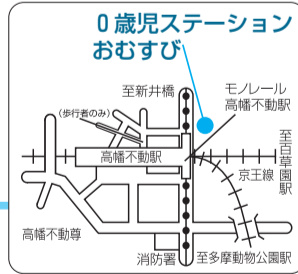 0歳児ステーション
おむすび
至新井橋
モノレール
高幡不動駅
(歩行者のみ)
至百草園駅
高幡不動駅
京王線
高幡不動尊
消防署
至多摩動物公園駅